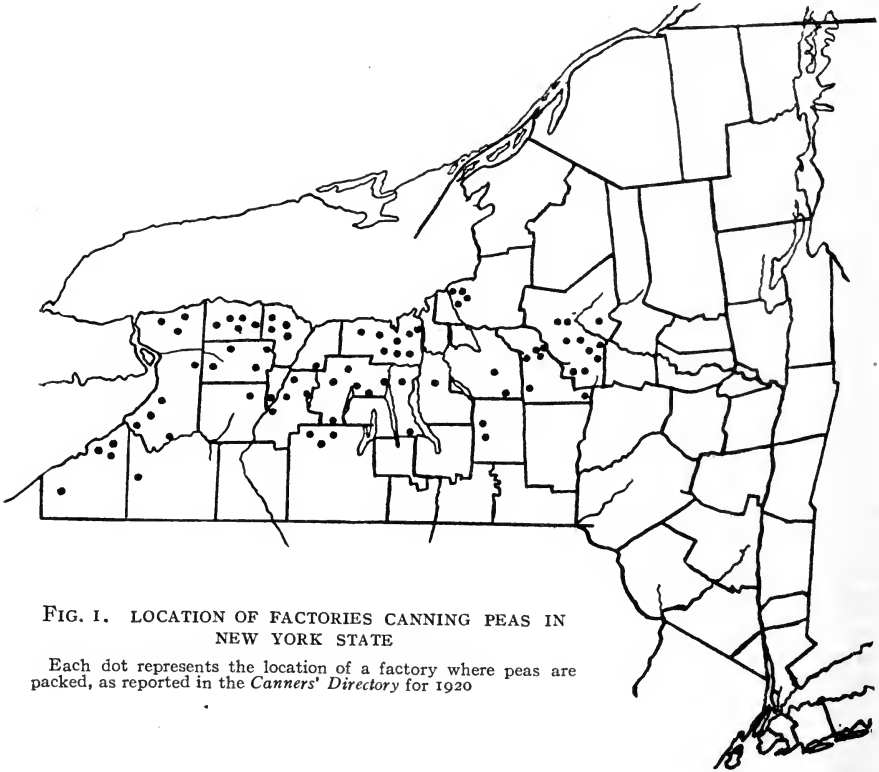 FIG. 1. LOCATION OF FACTORIES CANNING PEAS IN
NEW YORK STATE
Each dot represents the location of a factory where peas are
packed, as reported in the Canners' Directory for 1920